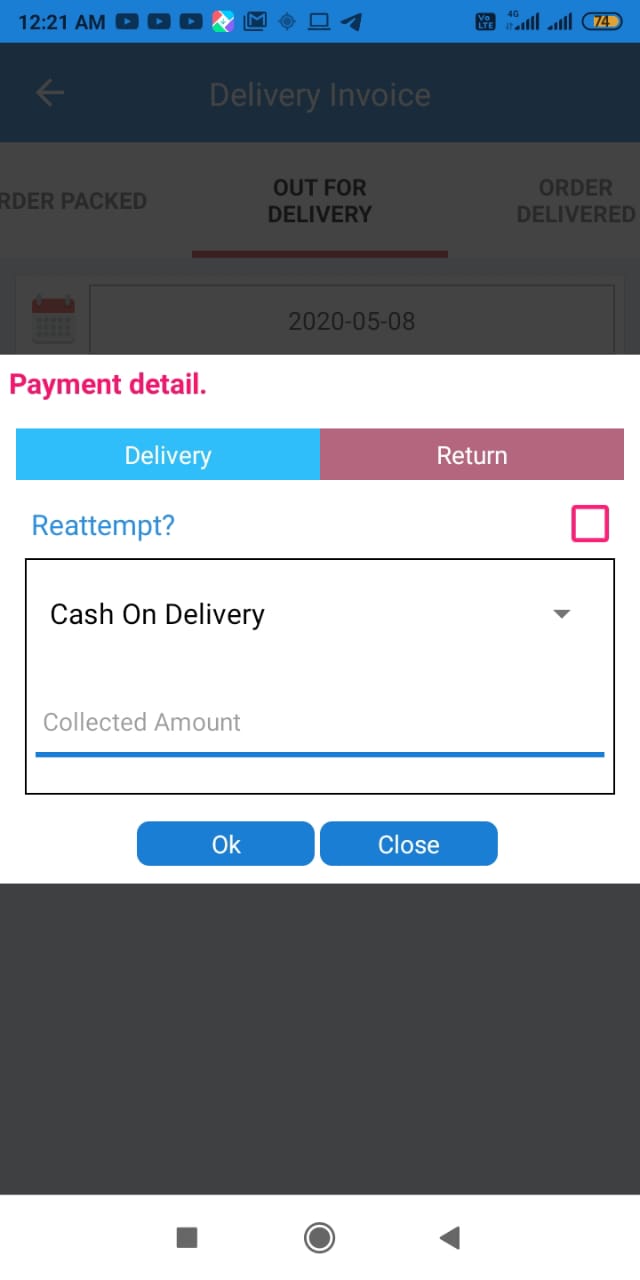 12:21 AM Vo LTE 4G 74
Delivery Invoice
RDER PACKED
OUT FOR
DELIVERY
ORDER
DELIVERED
2020-05-08
Payment detail.
Delivery Return
Reattempt?
Cash On Delivery
Collected Amount
Ok Close